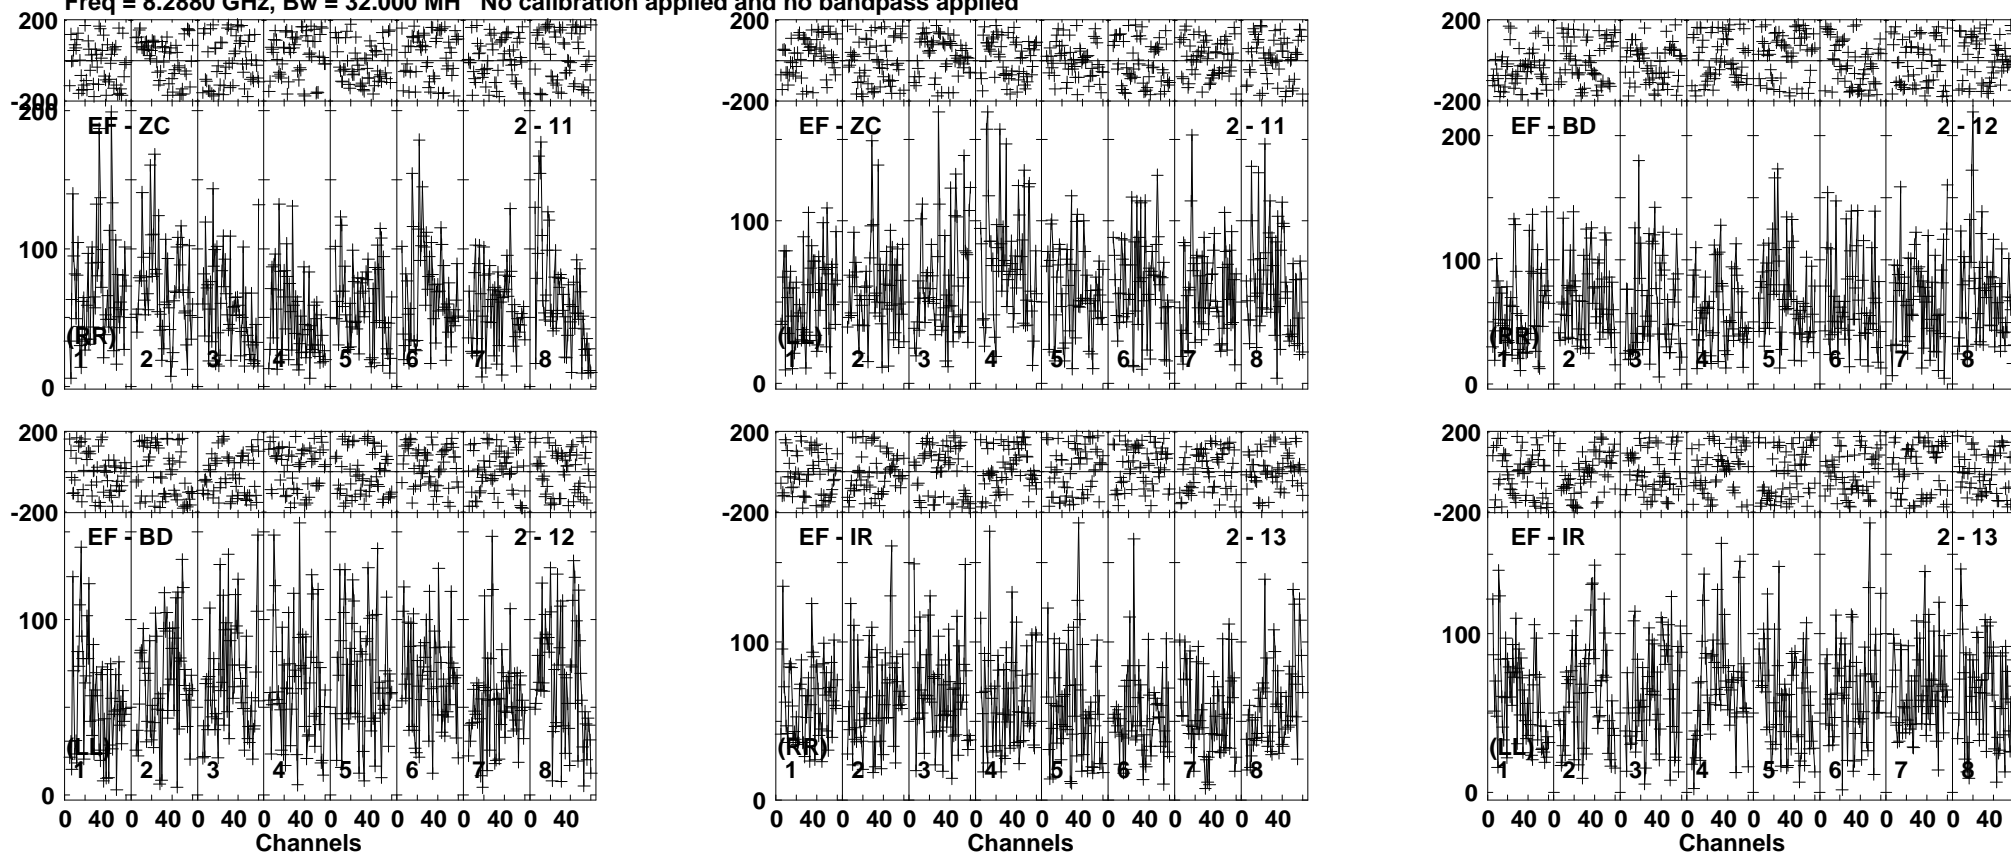 Freq = 8.2880 GHz, Bw = 32.000 MH No calibration applied and no bandpass applied
200 200 200
-200 -200 -200
200
EF - ZC 2 - 11 EF - ZC 2 - 11 EF - BD 2 - 12
200
100 100 100
(RR) (LL) (RR)
1 2 3 4 5 6 7 8 1 2 3 4 5 6 7 8 1 2 3 4 5 6 7 8
0 0 0
200 200 200
-200 -200 -200
EF - BD 2 - 12 EF - IR 2 - 13 EF - IR 2 - 13
100 100 100
(LL) (RR) (LL)
1 2 3 4 5 6 7 8 1 2 3 4 5 6 7 8 1 2 3 4 5 6 7 8
0 0 0
0 40 0 40 0 40 0 40 0 40 0 40 0 40 0 40 0 40 0 40 0 40 0 40 0 40 0 40 0 40 0 40 0 40 0 40 0 40 0 40 0 40 0 40 0 40 0 40
Channels Channels Channels